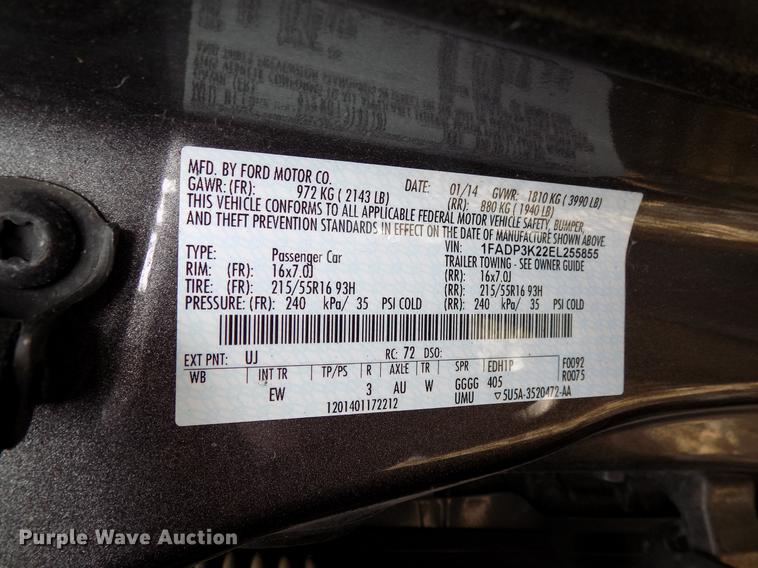 MFD. BY FORD MOTOR CO.
DATE: 01/14 GVWR: 1810 KG ( 3990 LB)
GAWR: (FR): 972 KG ( 2143 LB) (RR): 880 KG ( 1940 LB)
THIS VEHICLE CONFORMS TO ALL APPLICABLE FEDERAL MOTOR VEHICLE SAFETY, BUMPER,
AND THEFT PREVENTION STANDARDS IN EFFECT ON THE DATE OF MANUFACTURE SHOWN ABOVE
VIN: 1FADP3K22EL255855
TYPE: Passenger Car TRAILER TOWING - SEE OWNER GUIDE
RIM: (FR): 16x7.0J (RR): 16x7.0J
TIRE: (FR): 215/55R16 93H (RR): 215/55R16 93H
PRESSURE: (FR): 240 kPa/ 35 PSI COLD (RR): 240 kPa/ 35 PSI COLD
EXT PNT: UJ RC: 72 DSO:
WB INT TR TP/PS R AXLE TR SPR EDH1P F0092
EW 3 AU W GGGG 405 R0075
UMU ▽5U5A-3520472-AA
1201401172212
Purple Wave Auction